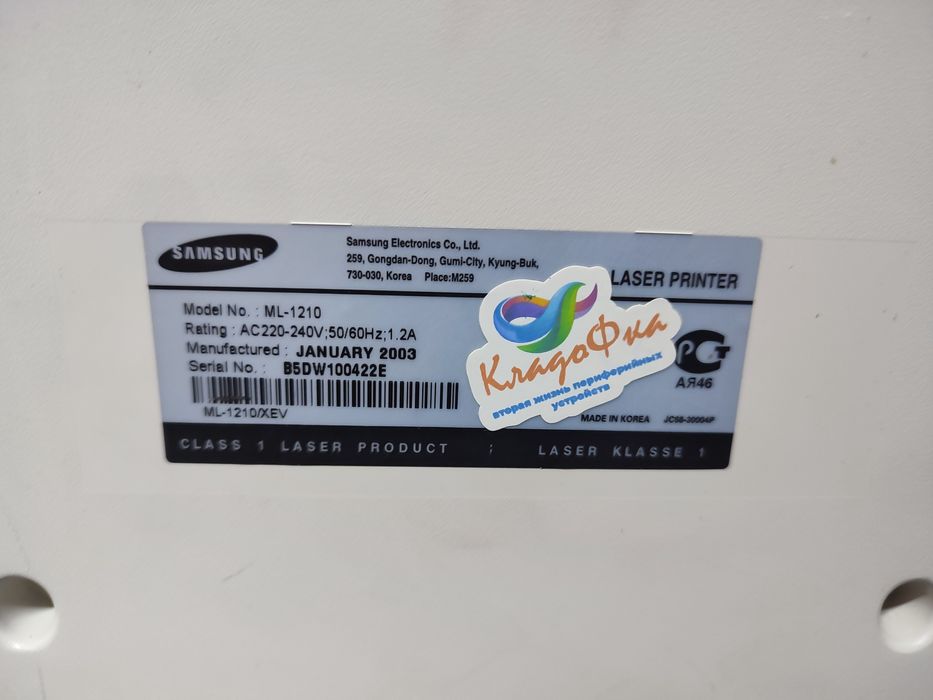 SAMSUNG
Samsung Electronics Co., Ltd.
259, Gongdan-Dong, Gumi-City, Kyung-Buk,
730-030, Korea Place:M259
LASER PRINTER
Model No. : ML-1210
Rating : AC220-240V;50/60Hz;1.2A
Manufactured : JANUARY 2003
Serial No. : B5DW100422E
ML-1210/XEV
КладоФка
вторая жизнь периферийных
устройств
АЯ46
MADE IN KOREA
CLASS 1 LASER PRODUCT ; LASER KLASSE 1